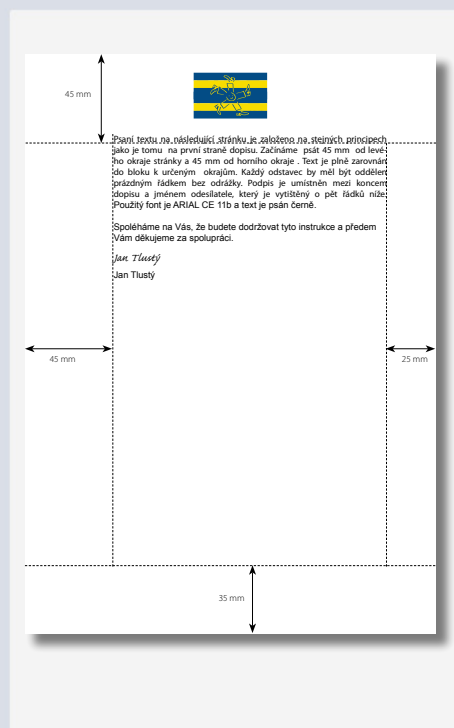 45 mm
Psaní textu na následující stránku je založeno na stejných principech
jako je tomu  na první straně dopisu. Začínáme  psát 45 mm  od levé-
ho okraje stránky a 45 mm od horního okraje . Text je plně zarovnán
do bloku k určeným  okrajům. Každý odstavec by měl být oddělen
prázdným řádkem bez odrážky. Podpis je umístněn mezi koncem
dopisu a jménem odesílatele, který je vytištěný o pět řádků níže.
Použitý font je ARIAL CE 11b a text je psán černě.
Spoléháme na Vás, že budete dodržovat tyto instrukce a předem
Vám děkujeme za spolupráci.
Jan Tlustý
Jan Tlustý
45 mm
25 mm
35 mm